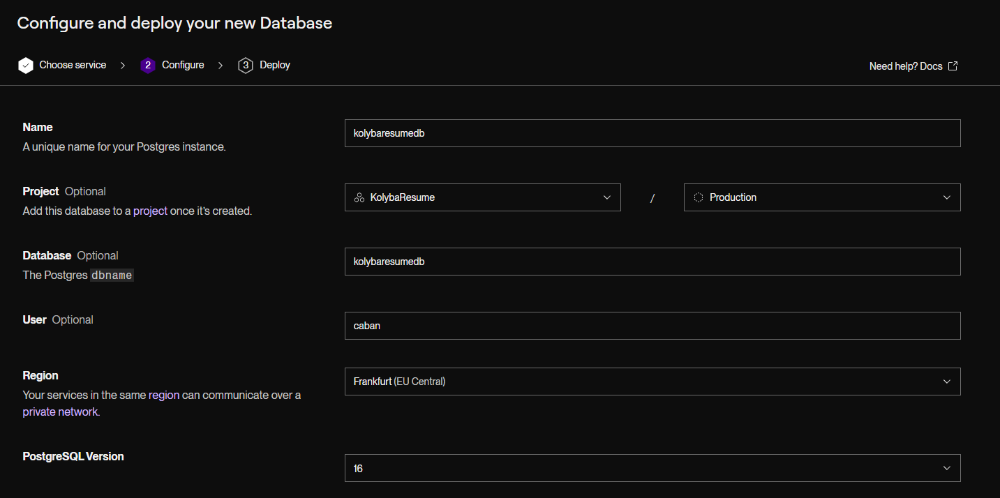 Configure and deploy your new Database
Choose service
2 Configure
3 Deploy
Need help? Docs
Name
A unique name for your Postgres instance.
kolybaresumedb
Project Optional
Add this database to a project once it's created.
KolybaResume / Production
Database Optional
The Postgres dbname
kolybaresumedb
User Optional
caban
Region
Your services in the same region can communicate over a
private network.
Frankfurt (EU Central)
PostgreSQL Version
16